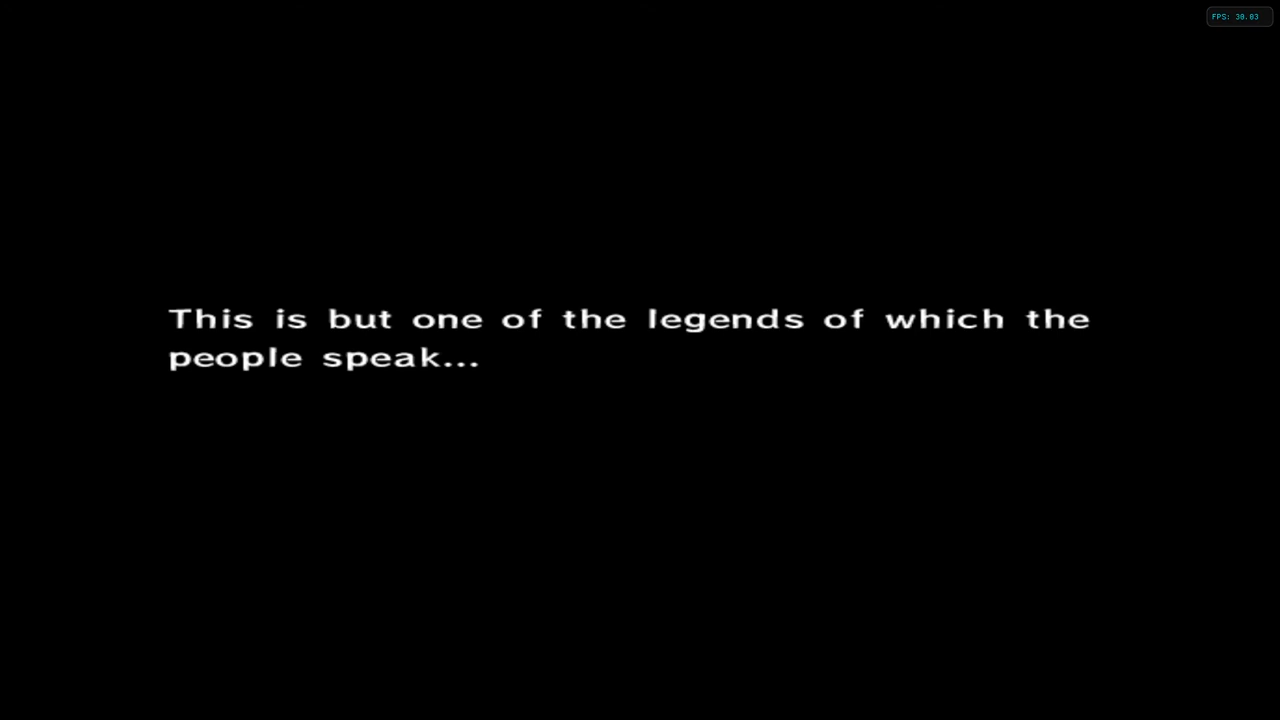 FPS: 30.03
This is but one of the legends of which the
people speak...